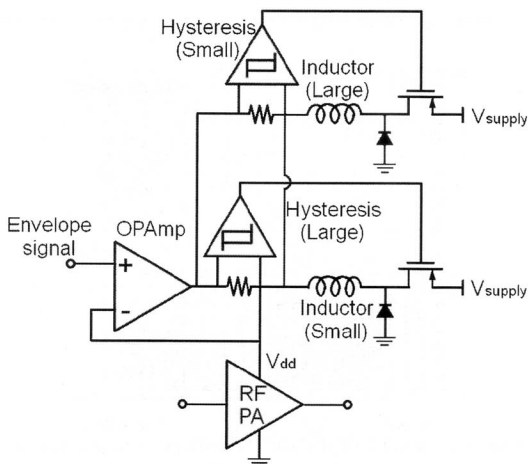 Hysteresis
(Small)
Inductor
(Large)
Vsupply
Hysteresis
(Large)
OPAmp
Envelope
signal
+
-
Vsupply
Inductor
(Small)
Vdd
RF
PA